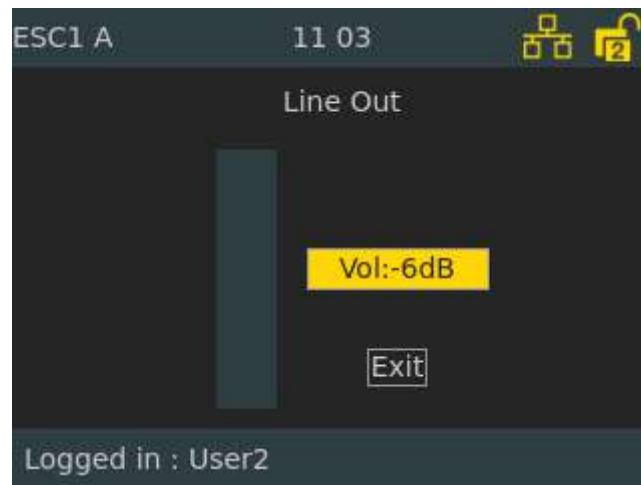 ESC1 A 11 03 2
Line Out
Vol:-6dB
Exit
Logged in : User2